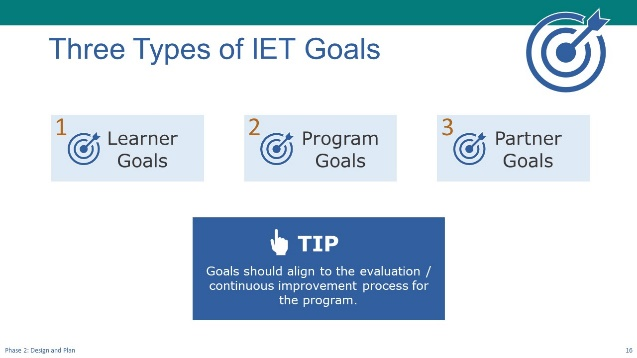 Three Types of IET Goals
1
Learner
Goals
2
Program
Goals
3
Partner
Goals
TIP
Goals should align to the evaluation /
continuous improvement process for
the program.
Phase 2: Design and Plan
16